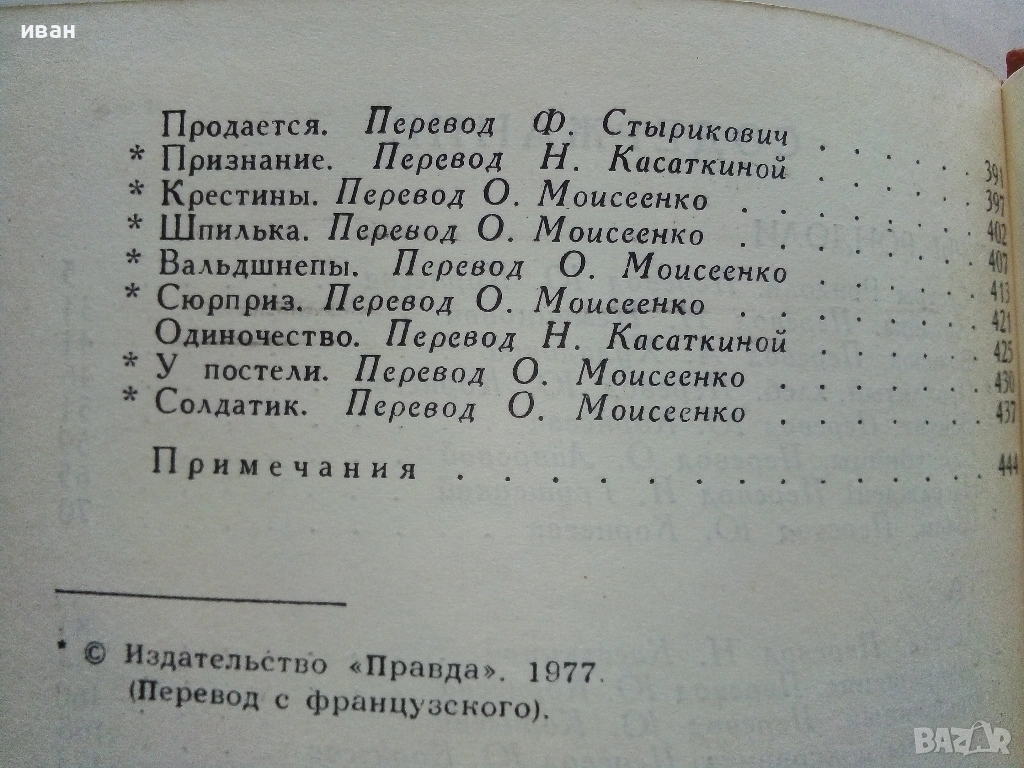 иван
Продается. Перевод Ф. Стырикович . . . . . 391
* Признание. Перевод Н. Касаткиной . . . . . 397
* Крестины. Перевод О. Моисеенко . . . . . . 402
* Шпилька. Перевод О. Моисеенко . . . . . . 407
* Вальдшнепы. Перевод О. Моисеенко . . . . . 413
* Сюрприз. Перевод О. Моисеенко . . . . . . 421
Одиночество. Перевод Н. Касаткиной . . . . . 425
* У постели. Перевод О. Моисеенко . . . . . . 430
* Солдатик. Перевод О. Моисеенко . . . . . . 437
Примечания . . . . . . . . . . . . 444
* © Издательство «Правда». 1977.
(Перевод с французского).
BAZAR